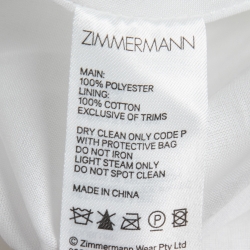 ZIMMERMANN
MAIN:
100% POLYESTER
LINING:
100% COTTON
EXCLUSIVE OF TRIMS
DRY CLEAN ONLY CODE P
WITH PROTECTIVE BAG
DO NOT IRON
LIGHT STEAM ONLY
DO NOT SPOT CLEAN
MADE IN CHINA
P
© Zimmermann Wear Pty Ltd